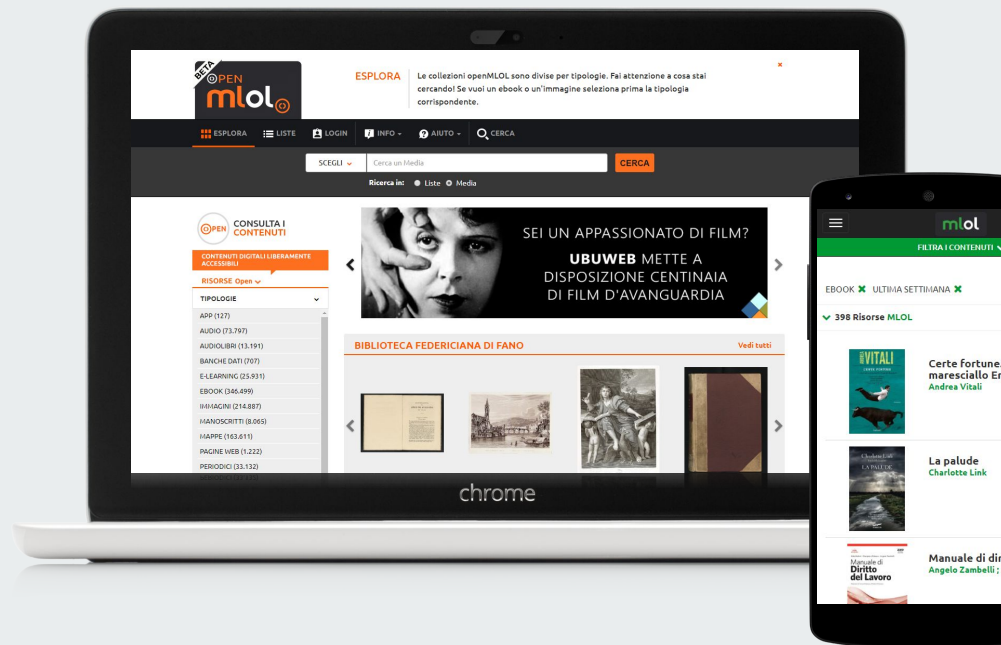 BETA
OPEN
mlol
ESPLORA
Le collezioni openMLOL sono divise per tipologie. Fai attenzione a cosa stai
cercando! Se vuoi un ebook o un'immagine seleziona prima la tipologia
corrispondente.
ESPLORA
LISTE
LOGIN
INFO
AIUTO
CERCA
SCEGLI
Cerca un Media
CERCA
Ricerca in:
Liste
Media
OPEN
CONSULTA I
CONTENUTI
CONTENUTI DIGITALI LIBERAMENTE
ACCESSIBILI
RISORSE Open
TIPOLOGIE
APP (127)
AUDIO (73.797)
AUDIOLIBRI (13.191)
BANCHE DATI (707)
E-LEARNING (25.931)
EBOOK (346.499)
IMMAGINI (214.887)
MANOSCRITTI (8.065)
MAPPE (163.611)
PAGINE WEB (1.222)
PERIODICI (33.132)
SEI UN APPASSIONATO DI FILM?
UBUWEB METTE A
DISPOSIZIONE CENTINAIA
DI FILM D'AVANGUARDIA
BIBLIOTECA FEDERICIANA DI FANO
Vedi tutti
chrome
mlol
FILTRA I CONTENUTI
EBOOK ✖ ULTIMA SETTIMANA ✖
398 Risorse MLOL
VITALI
Certe fortune.
maresciallo Er
Andrea Vitali
Charlotte Link
LA PALUDE
La palude
Charlotte Link
Manuale di
Diritto
del Lavoro
Manuale di dir
Angelo Zambelli ;